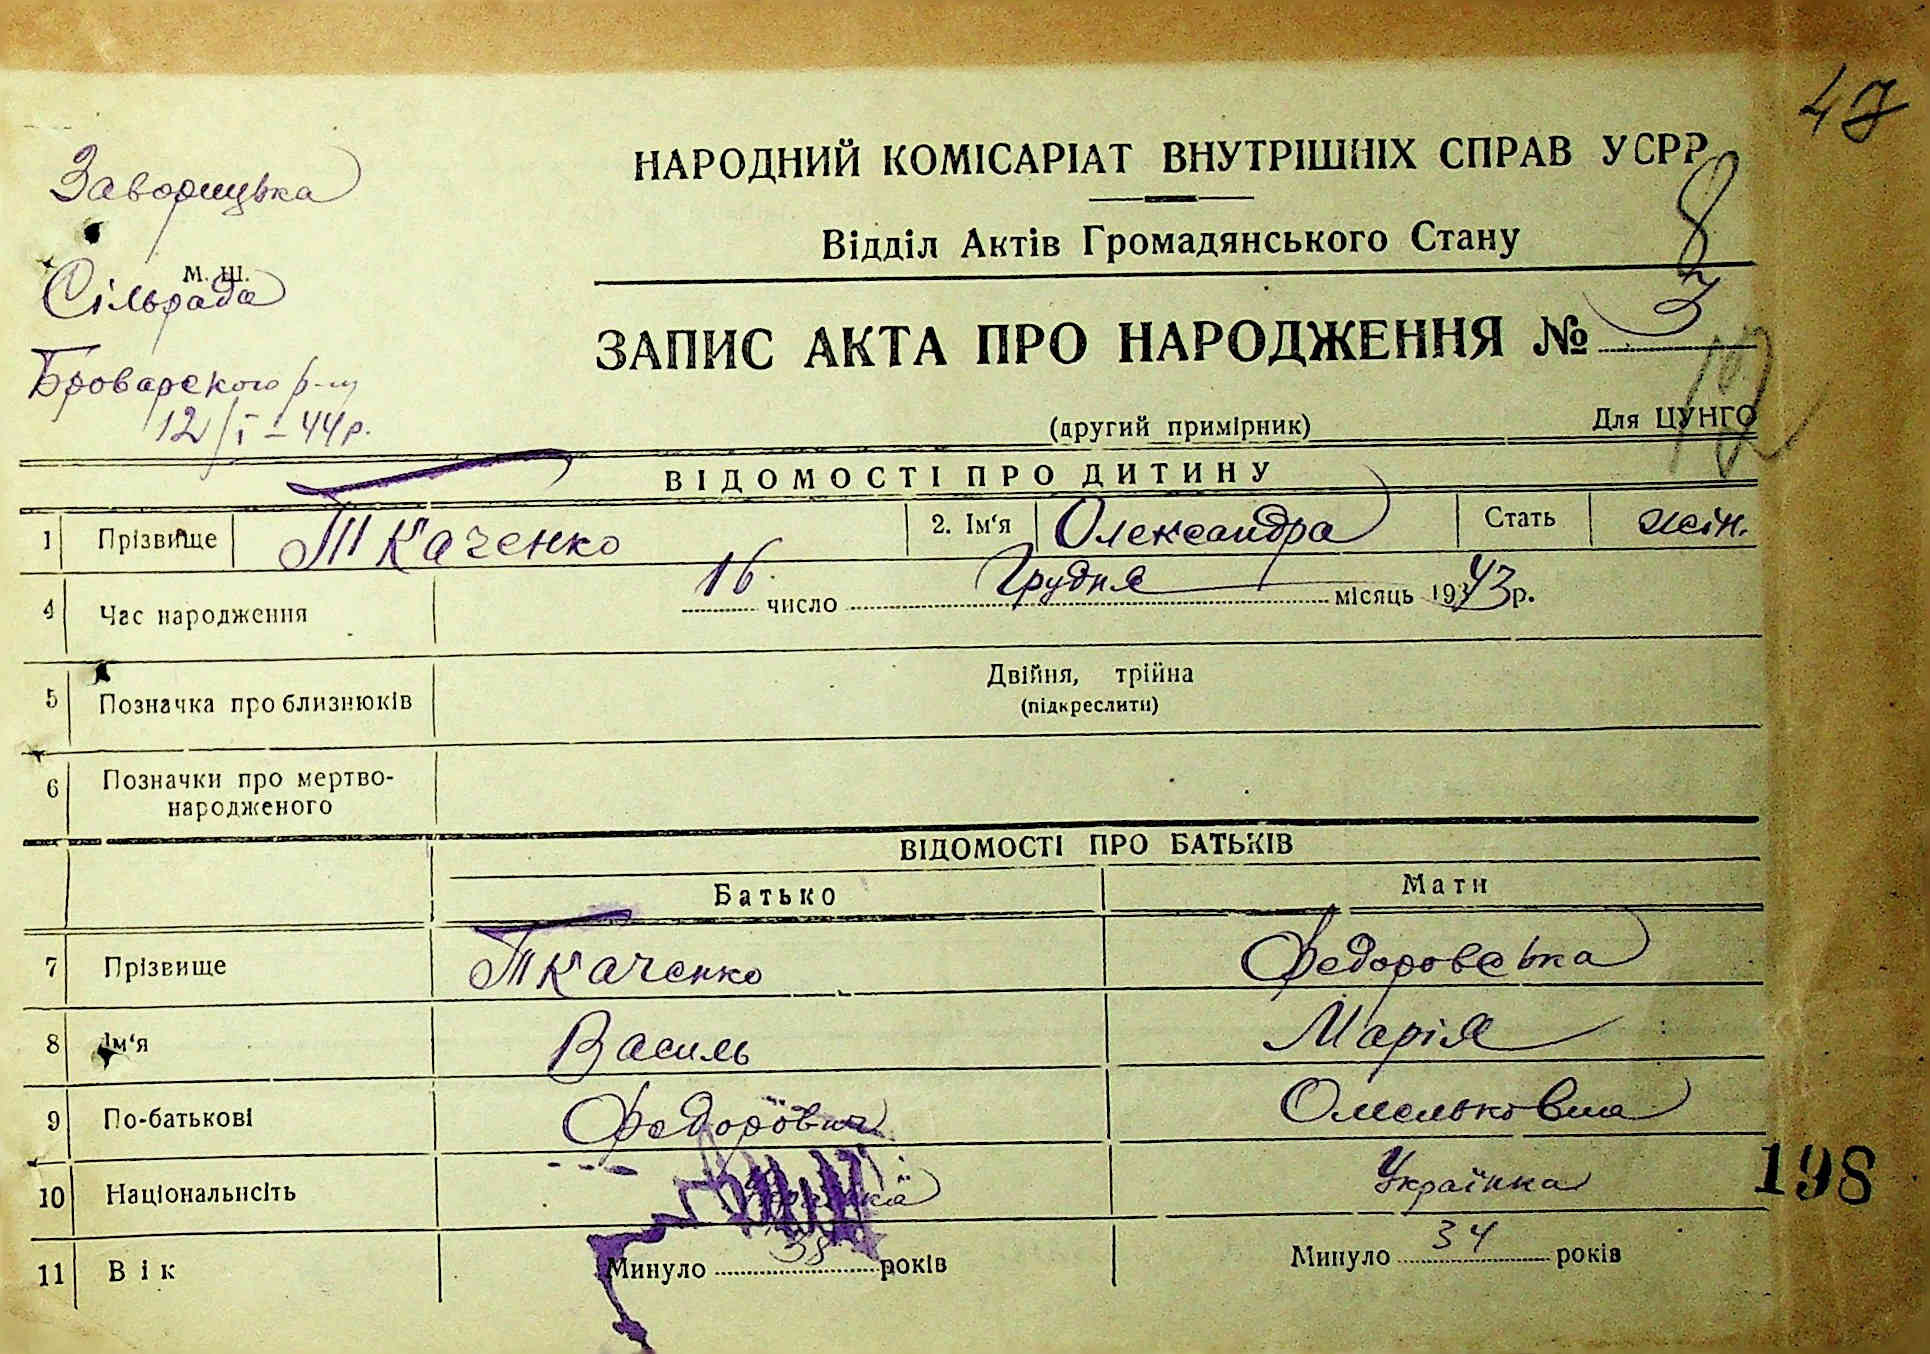 47
Заворицька
М. Ш.
Сільрада
Броварского р-ну
12/I-44р.
НАРОДНИЙ КОМІСАРІАТ ВНУТРІШНІХ СПРАВ УСРР
Відділ Актів Громадянського Стану
8
ЗАПИС АКТА ПРО НАРОДЖЕННЯ № 3
(другий примірник) Для ЦУНГО
ВІДОМОСТІ ПРО ДИТИНУ
1 Прізвище Ткаченко 2. Ім'я Олександра Стать жін.
4 Час народження 16 число Грудня місяць 1943р.
5 Позначка про близнюків Двійня, трійна
(підкреслити)
6 Позначки про мертво-
народженого
ВІДОМОСТІ ПРО БАТЬКІВ
Батько Мати
7 Прізвище Ткаченко Федоровська
8 Ім'я Василь Марія
9 По-батькові Федорович Омельковна
10 Національнсіть Українка
198
11 Вік Минуло 38 років Минуло 34 років